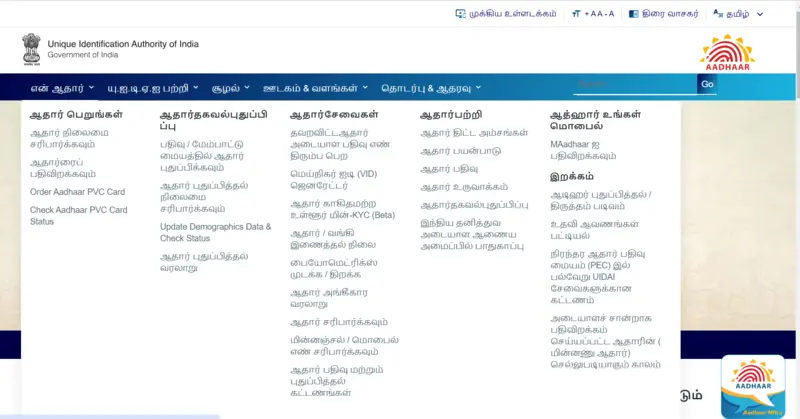 முக்கிய உள்ளடக்கம்
+ A A - A
திரை வாசகர்
தமிழ்
Unique Identification Authority of India
Government of India
AADHAAR
என் ஆதார்
யு.ஐ.டி.ஏ.ஐ பற்றி
சூழல்
ஊடகம் & வளங்கள்
தொடர்பு & ஆதரவு
Go
ஆதார் பெறுங்கள்
ஆதார் நிலைமை
சரிபார்க்கவும்
ஆதார்ரைப்
பதிவிறக்கவும்
Order Aadhaar PVC Card
Check Aadhaar PVC Card
Status
ஆதார்தகவல்புதுப்பி
ப்பு
பதிவு / மேம்பாட்டு
மையத்தில் ஆதார்
புதுப்பிக்கவும்
ஆதார் புதுப்பித்தல்
நிலைமை
சரிபார்க்கவும்
Update Demographics Data &
Check Status
ஆதார் புதுப்பித்தல்
வரலாறு
ஆதார்சேவைகள்
தவறவிட்டஆதார்
அடையாள பதிவு எண்
திரும்ப பெற
மெய்நிகர் ஐடி (VID)
ஜெனரேட்டர்
ஆதார் காகிதமற்ற
உள்ளூர் மின்-KYC (Beta)
ஆதார் / வங்கி
இணைத்தல் நிலை
பையோமெட்ரிக்ஸ்
முடக்க / திறக்க
ஆதார் அங்கீகார
வரலாறு
ஆதார் சரிபார்க்கவும்
மின்னஞ்சல் / மொபைல்
எண் சரிபார்க்கவும்
ஆதார் பதிவு மற்றும்
புதுப்பித்தல்
கட்டணங்கள்
ஆதார்பற்றி
ஆதார் திட்ட அம்சங்கள்
ஆதார் பயன்பாடு
ஆதார் பதிவு
ஆதார் உருவாக்கம்
ஆதார்தகவல்புதுப்பிப்பு
இந்திய தனித்துவ
அடையாள ஆணைய
அமைப்பில் பாதுகாப்பு
ஆத்ஹார் உங்கள்
மொபைல்
MAadhaar ஐ
பதிவிறக்கவும்
இறக்கம்
ஆடிஹர் புதுப்பித்தல் /
திருத்தம் படிவம்
உதவி ஆவணங்கள்
பட்டியல்
நிரந்தர ஆதார் பதிவு
மையம் (PEC) இல்
பல்வேறு UIDAI
சேவைகளுக்கான
கட்டணம்
அடையாளச் சான்றாக
பதிவிறக்கம்
செய்யப்பட்ட ஆதாரின் (
மின்னணு ஆதார்)
செல்லுபடியாகும் காலம்
டும்
AADHAAR
Aadhaar Mitra